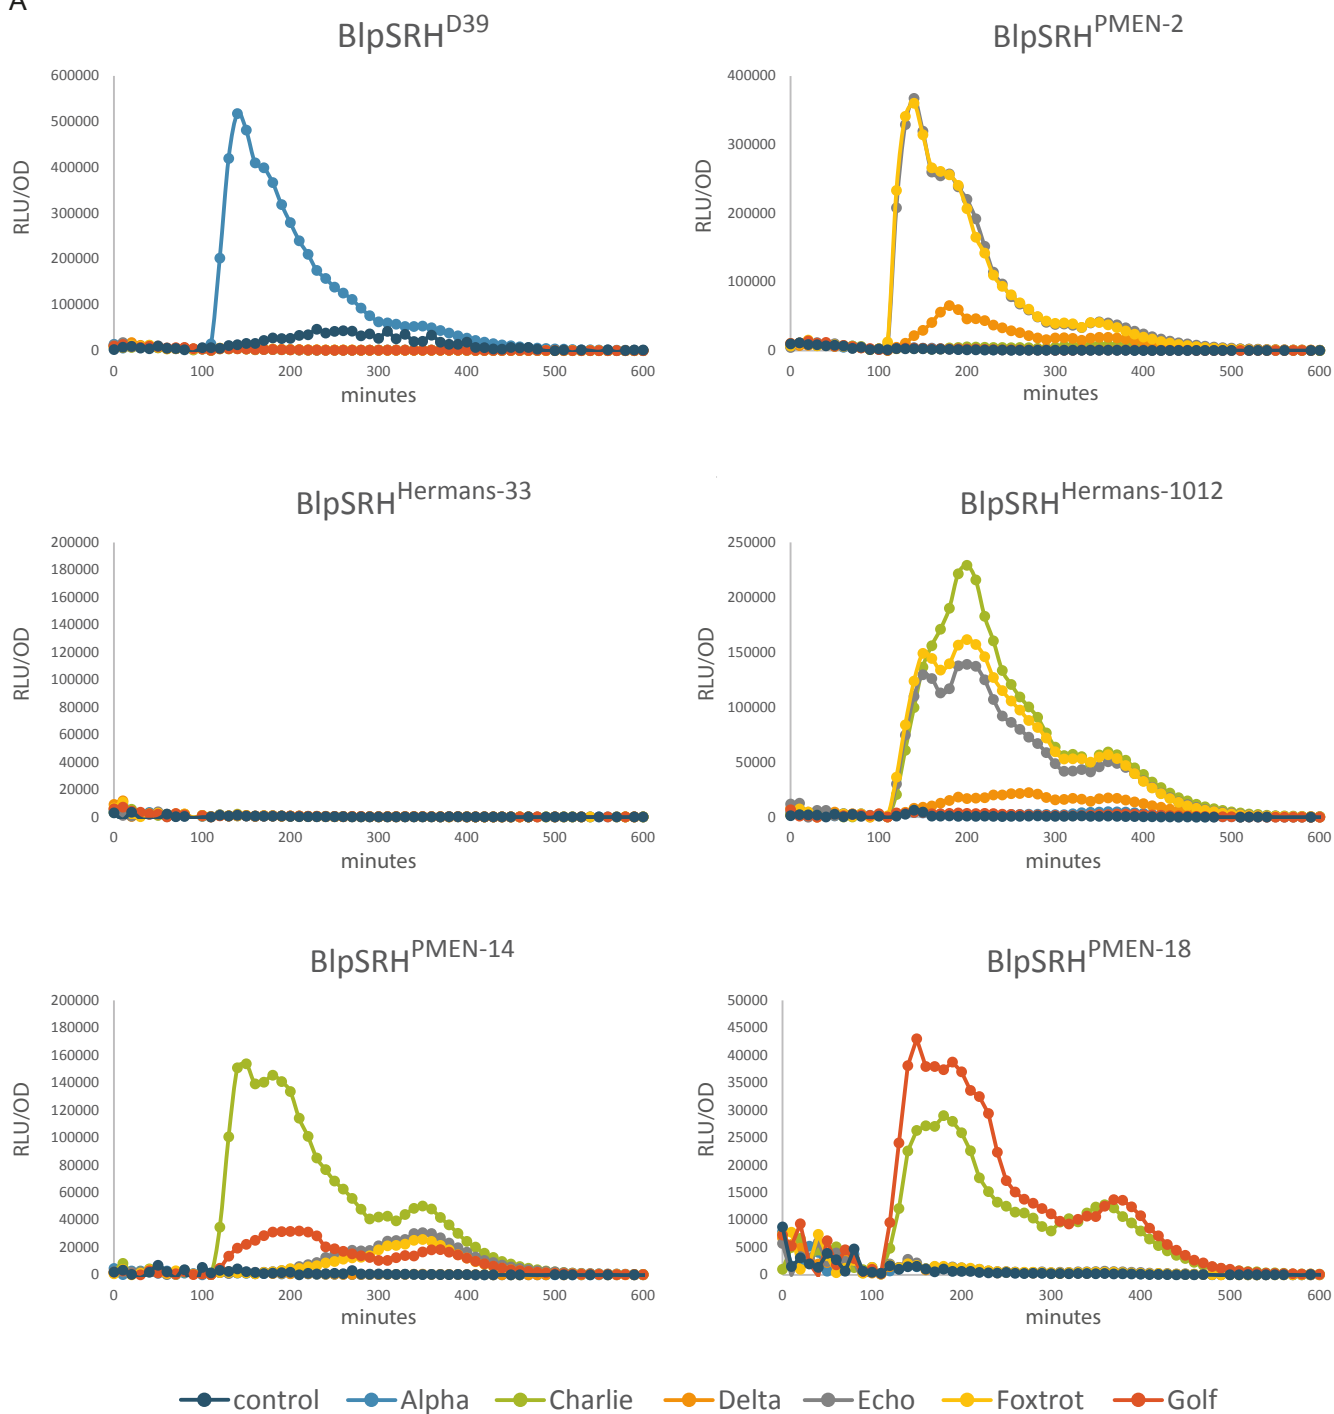 A
BlpSRH^D39
600000
500000
400000
300000
200000
100000
0
RLU/OD
0 100 200 300 400 500 600
minutes
BlpSRH^PMEN-2
400000
300000
200000
100000
0
RLU/OD
0 100 200 300 400 500 600
minutes
BlpSRH^Hermans-33
200000
180000
160000
140000
120000
100000
80000
60000
40000
20000
0
RLU/OD
0 100 200 300 400 500 600
minutes
BlpSRH^Hermans-1012
250000
200000
150000
100000
50000
0
RLU/OD
0 100 200 300 400 500 600
minutes
BlpSRH^PMEN-14
200000
180000
160000
140000
120000
100000
80000
60000
40000
20000
0
RLU/OD
0 100 200 300 400 500 600
minutes
BlpSRH^PMEN-18
50000
45000
40000
35000
30000
25000
20000
15000
10000
5000
0
RLU/OD
0 100 200 300 400 500 600
minutes
control Alpha Charlie Delta Echo Foxtrot Golf